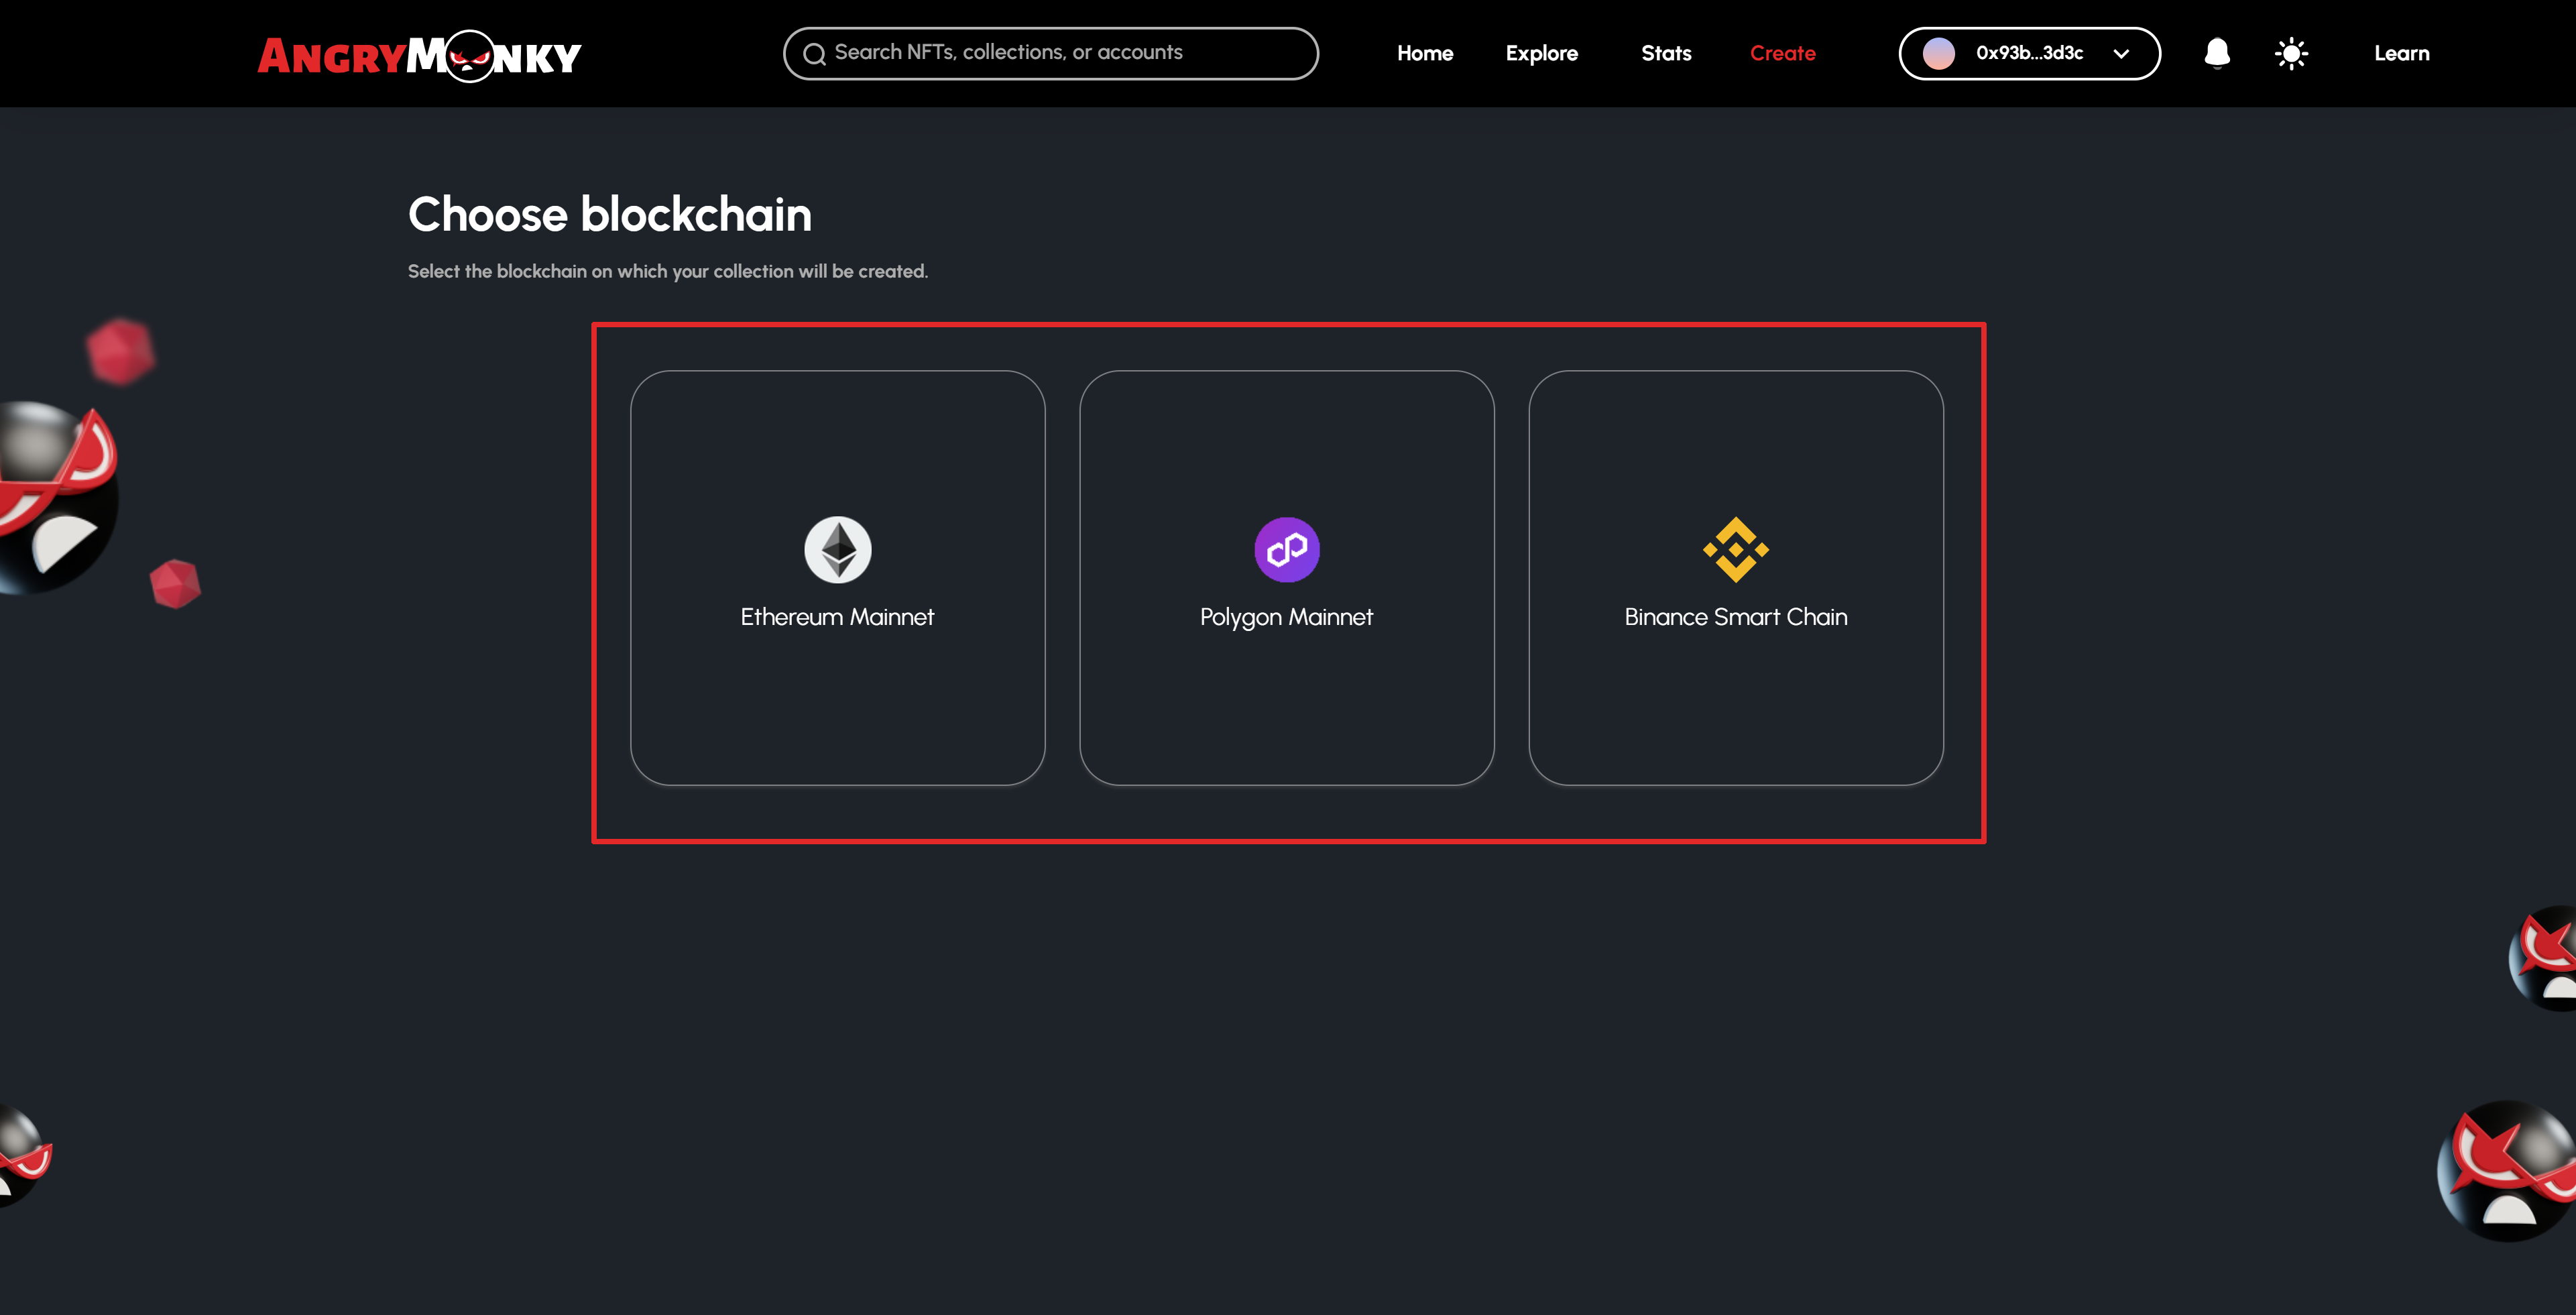 ANGRYMONKY
Search NFTs, collections, or accounts
Home
Explore
Stats
Create
0x93b...3d3c
Learn
Choose blockchain
Select the blockchain on which your collection will be created.
Ethereum Mainnet
Polygon Mainnet
Binance Smart Chain